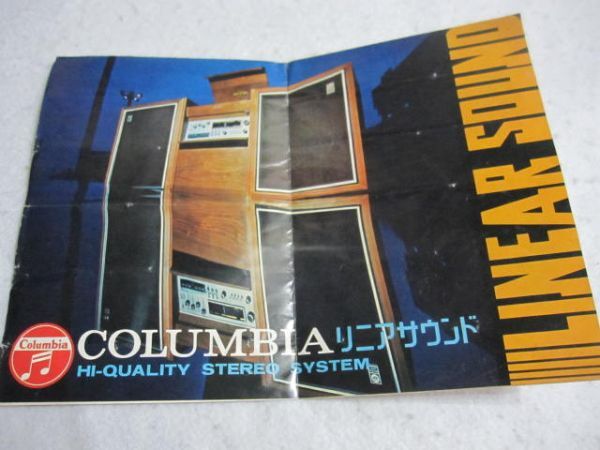 LINEAR SOUND
Columbia
COLUMBIA リニアサウンド
HI-QUALITY STEREO SYSTEM